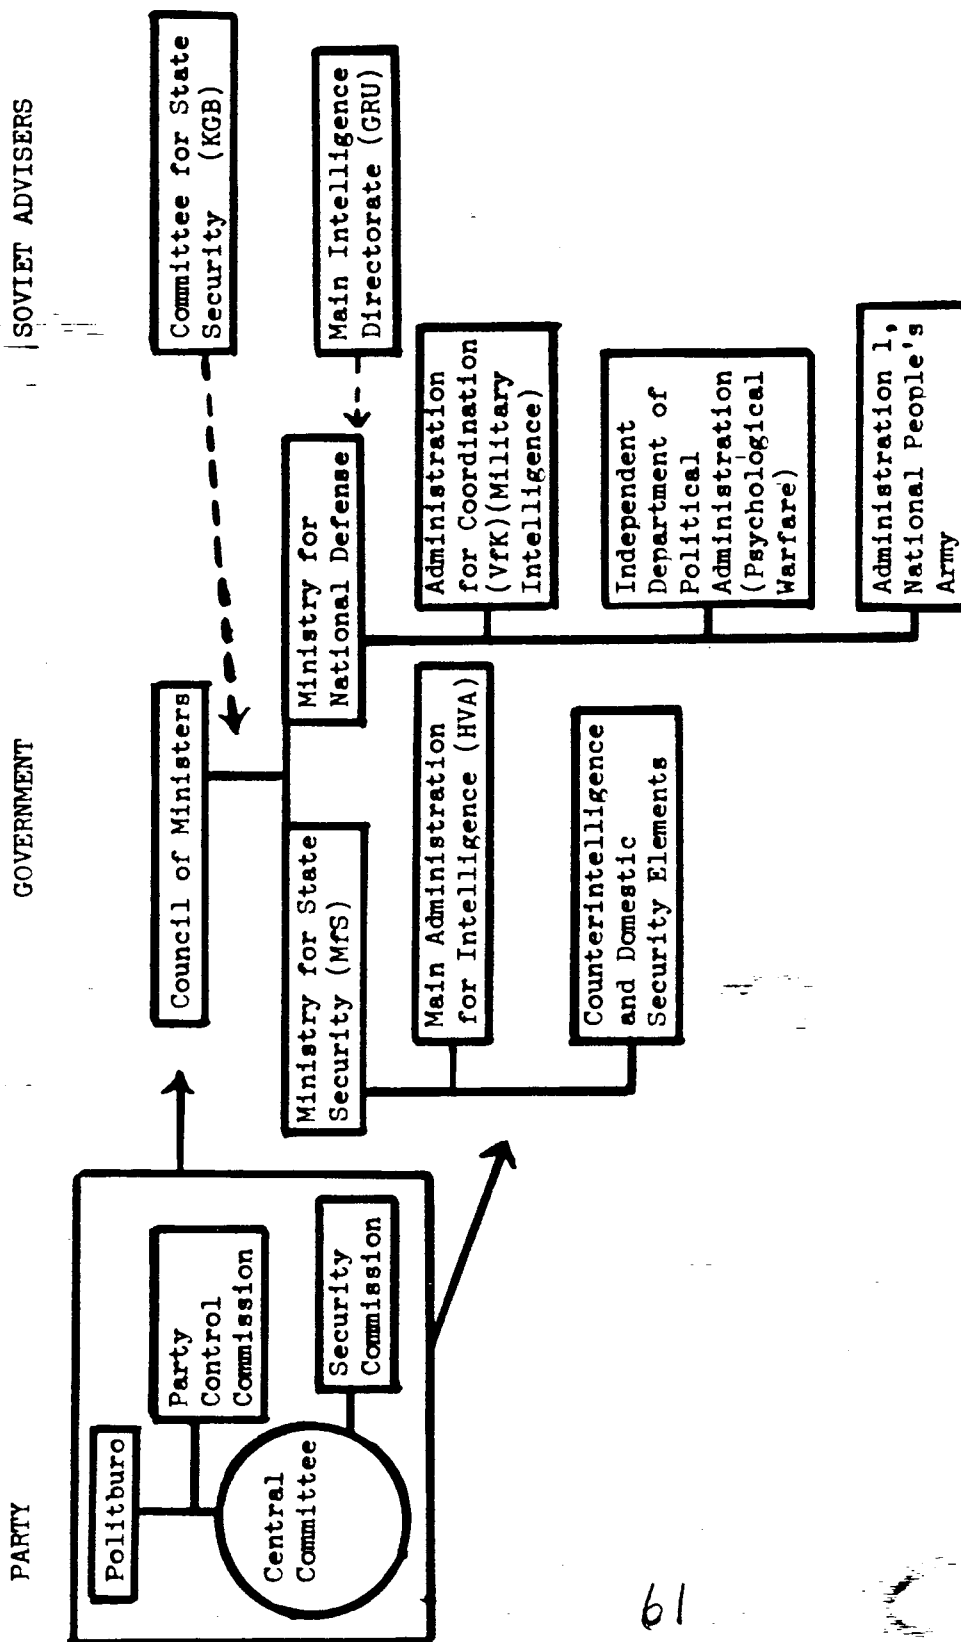 PARTY
GOVERNMENT
SOVIET ADVISERS
Politburo
Party
Control
Commission
Central
Committee
Security
Commission
Council of Ministers
Ministry for State
Security (MfS)
Ministry for
National Defense
Main Administration
for Intelligence (HVA)
Counterintelligence
and Domestic
Security Elements
Administration
for Coordination
(VfK)(Military
Intelligence)
Independent
Department of
Political
Administration
(Psychological
Warfare)
Administration 1,
National People's
Army
Committee for State
Security (KGB)
Main Intelligence
Directorate (GRU)
61